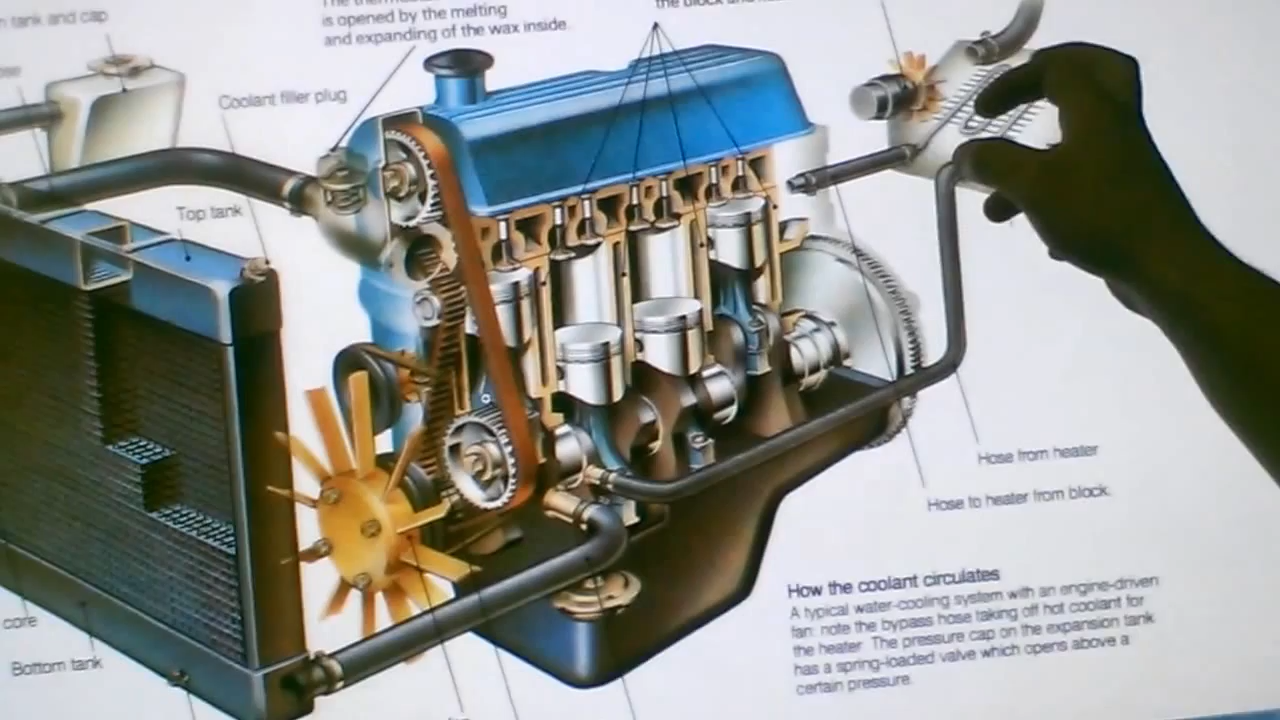 tank and cap
is opened by the melting
and expanding of the wax inside.
the block and
Coolant filler plug
Top tank
Hose from heater
Hose to heater from block.
How the coolant circulates
A typical water-cooling system with an engine-driven
fan: note the bypass hose taking off hot coolant for
the heater. The pressure cap on the expansion tank
has a spring-loaded valve which opens above a
certain pressure.
core
Bottom tank